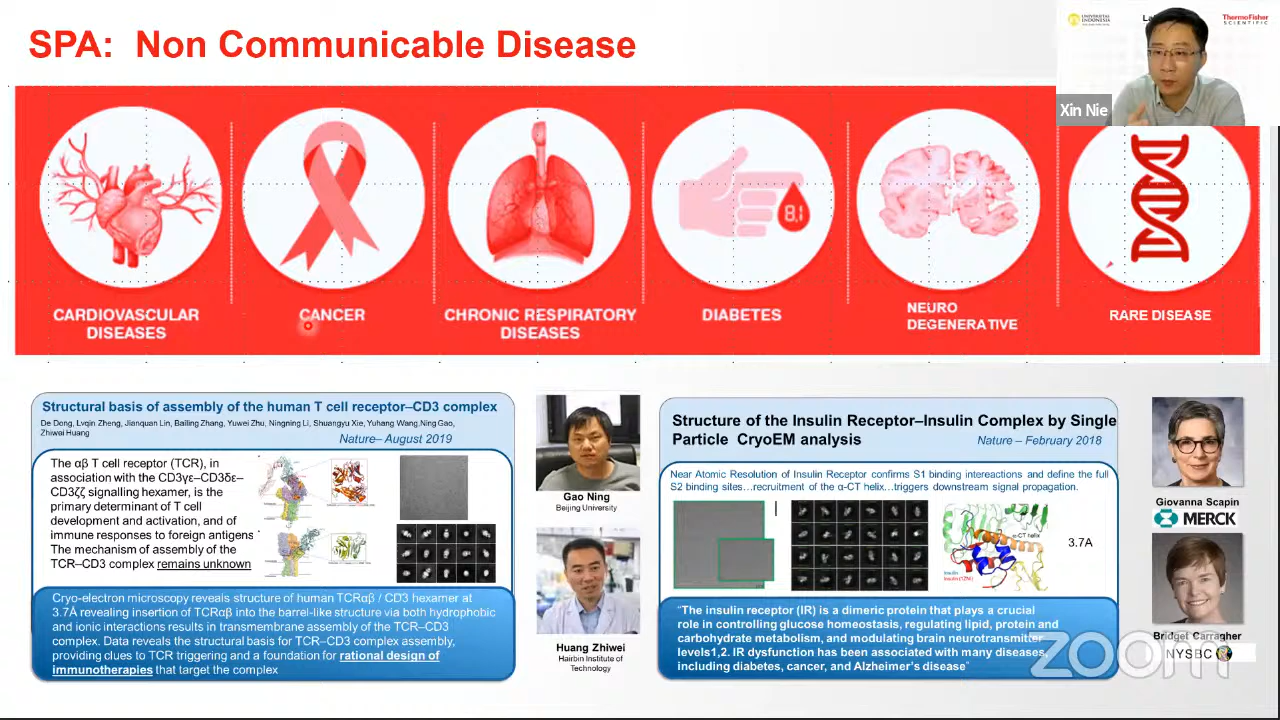 SPA: Non Communicable Disease
UNIVERSITAS
INDONESIA
La
ThermoFisher
SCIENTIFIC
Xin Nie
8.1
CARDIOVASCULAR
DISEASES
CANCER
CHRONIC RESPIRATORY
DISEASES
DIABETES
NEURO
DEGENERATIVE
RARE DISEASE
Structural basis of assembly of the human T cell receptor–CD3 complex
De Dong, Lvqin Zheng, Jianquan Lin, Bailing Zhang, Yuwei Zhu, Ningning Li, Shuangyu Xie, Yuhang Wang,Ning Gao,
Zhiwei Huang
Nature– August 2019
The αβ T cell receptor (TCR), in
association with the CD3γε–CD3δε–
CD3ζζ signalling hexamer, is the
primary determinant of T cell
development and activation, and of
immune responses to foreign antigens
The mechanism of assembly of the
TCR–CD3 complex remains unknown
Cryo-electron microscopy reveals structure of human TCRαβ / CD3 hexamer at
3.7Å revealing insertion of TCRαβ into the barrel-like structure via both hydrophobic
and ionic interactions results in transmembrane assembly of the TCR–CD3
complex. Data reveals the structural basis for TCR–CD3 complex assembly,
providing clues to TCR triggering and a foundation for rational design of
immunotherapies that target the complex
Gao Ning
Beijing University
Huang Zhiwei
Hairbin Institute of
Technology
Structure of the Insulin Receptor–Insulin Complex by Single
Particle CryoEM analysis
Nature – February 2018
Near Atomic Resolution of Insulin Receptor confirms S1 binding intereactions and define the full
S2 binding sites…recruitment of the α-CT helix…triggers downstream signal propagation.
α-CT helix
Insulin
3.7A
"The insulin receptor (IR) is a dimeric protein that plays a crucial
role in controlling glucose homeostasis, regulating lipid, protein and
carbohydrate metabolism, and modulating brain neurotransmitter
levels1,2. IR dysfunction has been associated with many diseases,
including diabetes, cancer, and Alzheimer's disease"
Giovanna Scapin
MERCK
Bridget Carragher
NYSBC
zoom